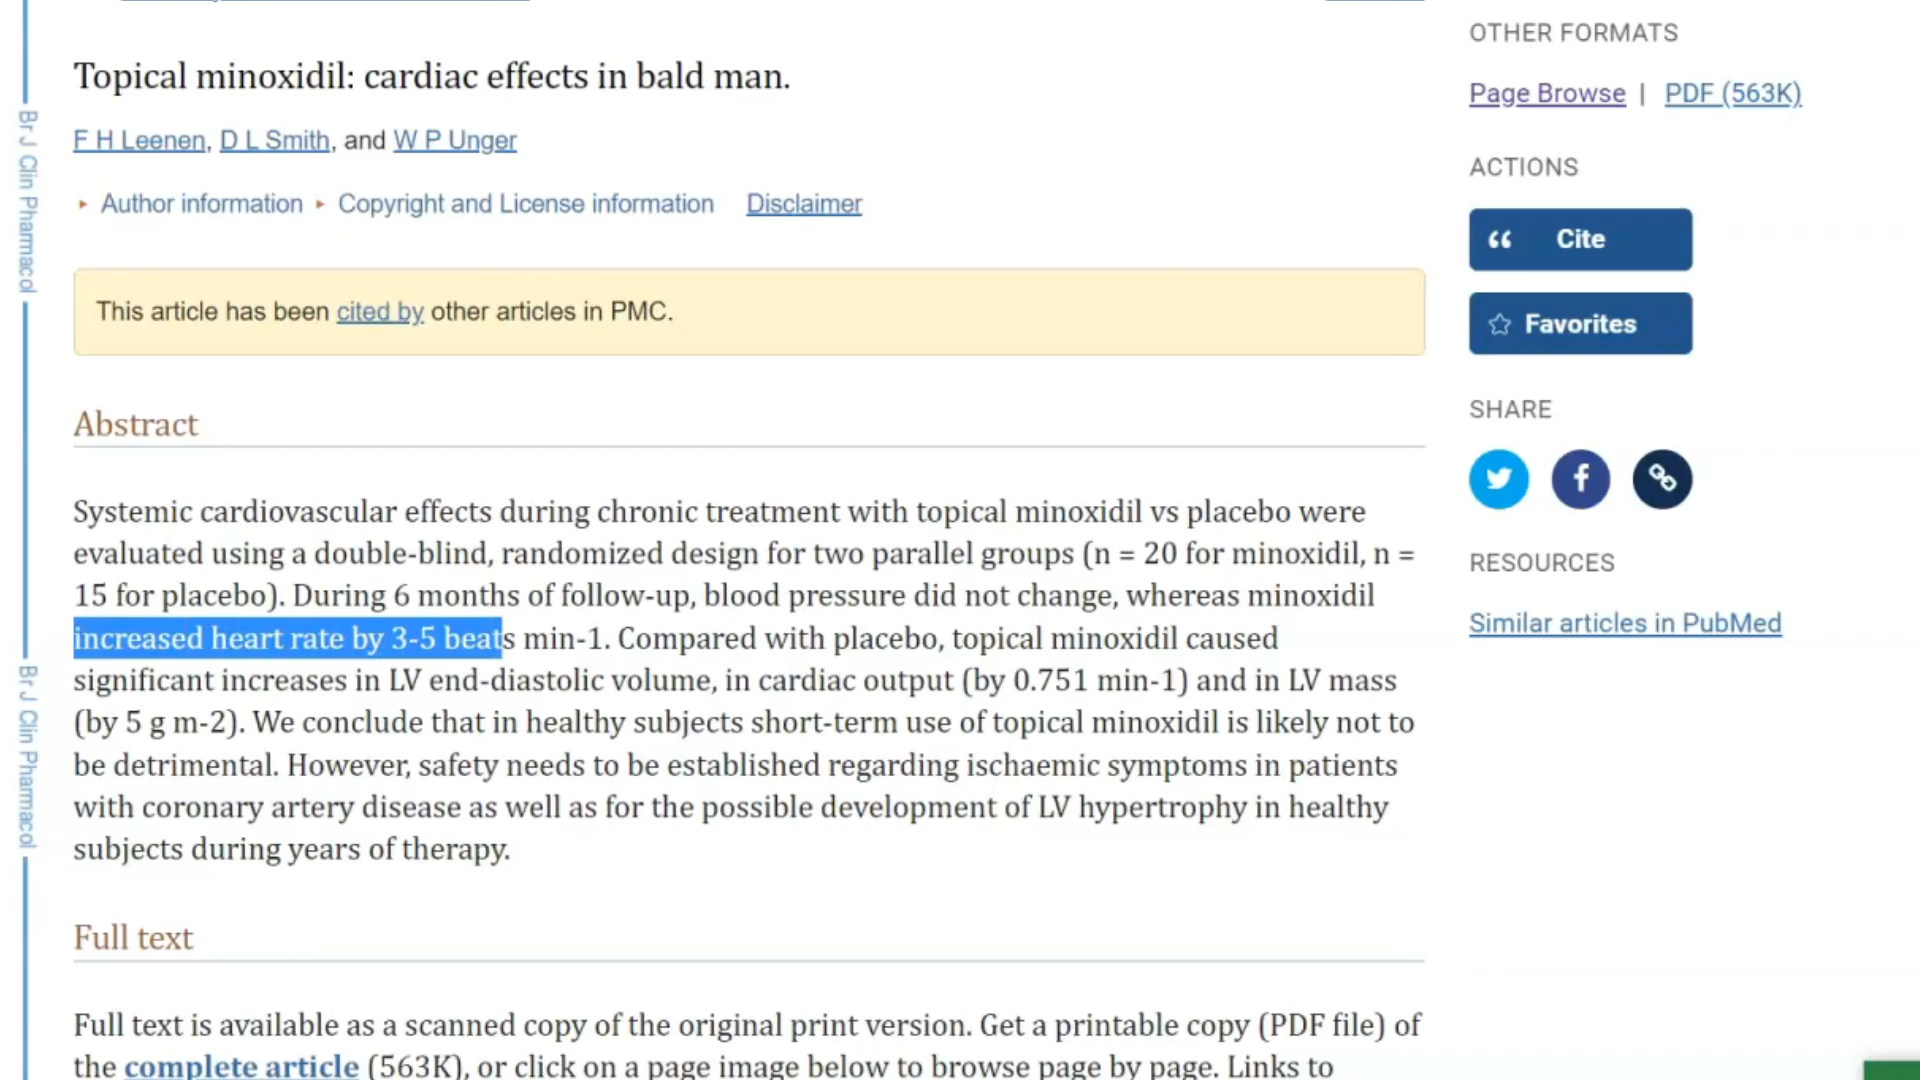 Topical minoxidil: cardiac effects in bald man.
F H Leenen, D L Smith, and W P Unger
▸ Author information ▸ Copyright and License information Disclaimer
This article has been cited by other articles in PMC.
Abstract
Systemic cardiovascular effects during chronic treatment with topical minoxidil vs placebo were
evaluated using a double-blind, randomized design for two parallel groups (n = 20 for minoxidil, n =
15 for placebo). During 6 months of follow-up, blood pressure did not change, whereas minoxidil
increased heart rate by 3-5 beats min-1. Compared with placebo, topical minoxidil caused
significant increases in LV end-diastolic volume, in cardiac output (by 0.751 min-1) and in LV mass
(by 5 g m-2). We conclude that in healthy subjects short-term use of topical minoxidil is likely not to
be detrimental. However, safety needs to be established regarding ischaemic symptoms in patients
with coronary artery disease as well as for the possible development of LV hypertrophy in healthy
subjects during years of therapy.
Full text
Full text is available as a scanned copy of the original print version. Get a printable copy (PDF file) of
the complete article (563K), or click on a page image below to browse page by page. Links to
OTHER FORMATS
Page Browse | PDF (563K)
ACTIONS
Cite
Favorites
SHARE
RESOURCES
Similar articles in PubMed
Br J Clin Pharmacol
Br J Clin Pharmacol